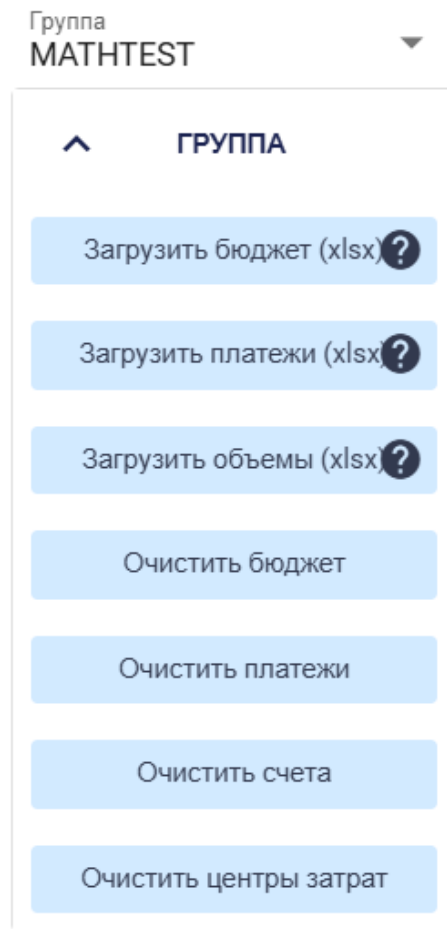 Группа
MATHTEST
ГРУППА
Загрузить бюджет (xlsx)
Загрузить платежи (xlsx)
Загрузить объемы (xlsx)
Очистить бюджет
Очистить платежи
Очистить счета
Очистить центры затрат